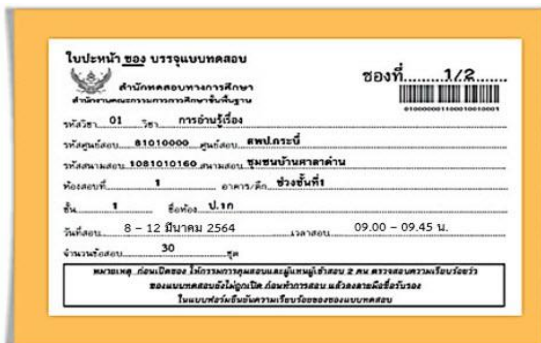 ใบปะหน้า ซอง บรรจุแบบทดสอบ
ซองที่.........1/2.......
สำนักทดสอบทางการศึกษา
สำนักงานคณะกรรมการการศึกษาขั้นพื้นฐาน
รหัสวิชา 01 วิชา การอ่านรู้เรื่อง
รหัสศูนย์สอบ 81010000 ศูนย์สอบ สพป.กระบี่
รหัสสนามสอบ 1081010160 สนามสอบ ชุมชนบ้านศาลาด่าน
ห้องสอบที่ 1 อาคาร/ตึก ช่วงชั้นที่1
ชั้น 1 ชื่อห้อง ป.1ก
วันที่สอบ 8 – 12 มีนาคม 2564 เวลาสอบ 09.00 – 09.45 น.
จำนวนข้อสอบ 30 ชุด
หมายเหตุ ก่อนเปิดซอง ให้กรรมการคุมสอบและผู้แทนผู้เข้าสอบ 2 คน ตรวจสอบความเรียบร้อยว่า
ซองแบบทดสอบยังไม่ถูกเปิด ก่อนทำการสอบ แล้วลงลายมือชื่อรับรอง
ในแบบฟอร์มยืนยันความเรียบร้อยของซองแบบทดสอบ